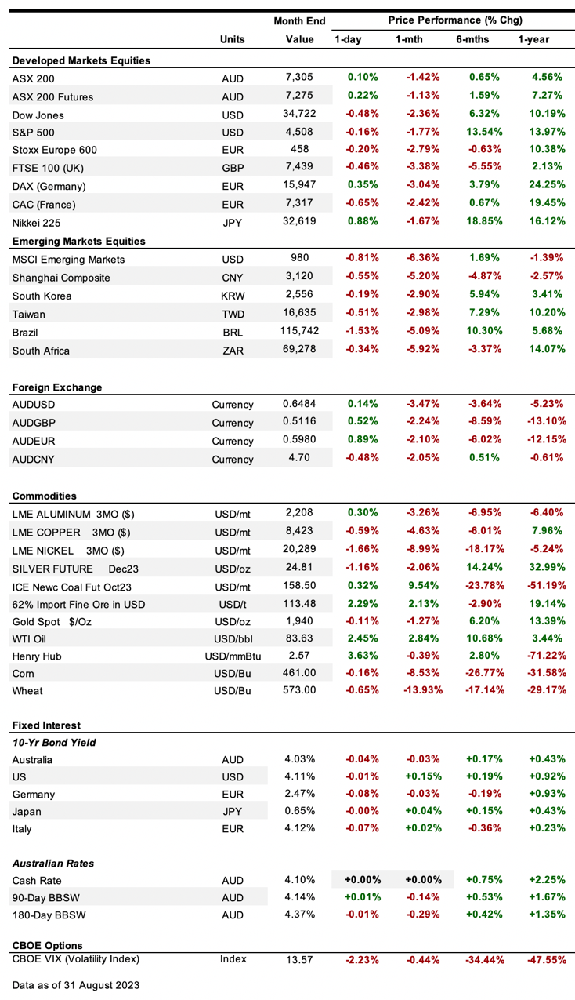 Month End Price Performance (% Chg)
Units Value 1-day 1-mth 6-mths 1-year
Developed Markets Equities
ASX 200 AUD 7,305 0.10% -1.42% 0.65% 4.56%
ASX 200 Futures AUD 7,275 0.22% -1.13% 1.59% 7.27%
Dow Jones USD 34,722 -0.48% -2.36% 6.32% 10.19%
S&P 500 USD 4,508 -0.16% -1.77% 13.54% 13.97%
Stoxx Europe 600 EUR 458 -0.20% -2.79% -0.63% 10.38%
FTSE 100 (UK) GBP 7,439 -0.46% -3.38% -5.55% 2.13%
DAX (Germany) EUR 15,947 0.35% -3.04% 3.79% 24.25%
CAC (France) EUR 7,317 -0.65% -2.42% 0.67% 19.45%
Nikkei 225 JPY 32,619 0.88% -1.67% 18.85% 16.12%
Emerging Markets Equities
MSCI Emerging Markets USD 980 -0.81% -6.36% 1.69% -1.39%
Shanghai Composite CNY 3,120 -0.55% -5.20% -4.87% -2.57%
South Korea KRW 2,556 -0.19% -2.90% 5.94% 3.41%
Taiwan TWD 16,635 -0.51% -2.98% 7.29% 10.20%
Brazil BRL 115,742 -1.53% -5.09% 10.30% 5.68%
South Africa ZAR 69,278 -0.34% -5.92% -3.37% 14.07%
Foreign Exchange
AUDUSD Currency 0.6484 0.14% -3.47% -3.64% -5.23%
AUDGBP Currency 0.5116 0.52% -2.24% -8.59% -13.10%
AUDEUR Currency 0.5980 0.89% -2.10% -6.02% -12.15%
AUDCNY Currency 4.70 -0.48% -2.05% 0.51% -0.61%
Commodities
LME ALUMINUM 3MO ($) USD/mt 2,208 0.30% -3.26% -6.95% -6.40%
LME COPPER 3MO ($) USD/mt 8,423 -0.59% -4.63% -6.01% 7.96%
LME NICKEL 3MO ($) USD/mt 20,289 -1.66% -8.99% -18.17% -5.24%
SILVER FUTURE Dec23 USD/oz 24.81 -1.16% -2.06% 14.24% 32.99%
ICE Newc Coal Fut Oct23 USD/mt 158.50 0.32% 9.54% -23.78% -51.19%
62% Import Fine Ore in USD USD/t 113.48 2.29% 2.13% -2.90% 19.14%
Gold Spot $/Oz USD/oz 1,940 -0.11% -1.27% 6.20% 13.39%
WTI Oil USD/bbl 83.63 2.45% 2.84% 10.68% 3.44%
Henry Hub USD/mmBtu 2.57 3.63% -0.39% 2.80% -71.22%
Corn USD/Bu 461.00 -0.16% -8.53% -26.77% -31.58%
Wheat USD/Bu 573.00 -0.65% -13.93% -17.14% -29.17%
Fixed Interest
10-Yr Bond Yield
Australia AUD 4.03% -0.04% -0.03% +0.17% +0.43%
US USD 4.11% -0.01% +0.15% +0.19% +0.92%
Germany EUR 2.47% -0.08% -0.03% -0.19% +0.93%
Japan JPY 0.65% -0.00% +0.04% +0.15% +0.43%
Italy EUR 4.12% -0.07% +0.02% -0.36% +0.23%
Australian Rates
Cash Rate AUD 4.10% +0.00% +0.00% +0.75% +2.25%
90-Day BBSW AUD 4.14% +0.01% -0.14% +0.53% +1.67%
180-Day BBSW AUD 4.37% -0.01% -0.29% +0.42% +1.35%
CBOE Options
CBOE VIX (Volatility Index) Index 13.57 -2.23% -0.44% -34.44% -47.55%
Data as of 31 August 2023